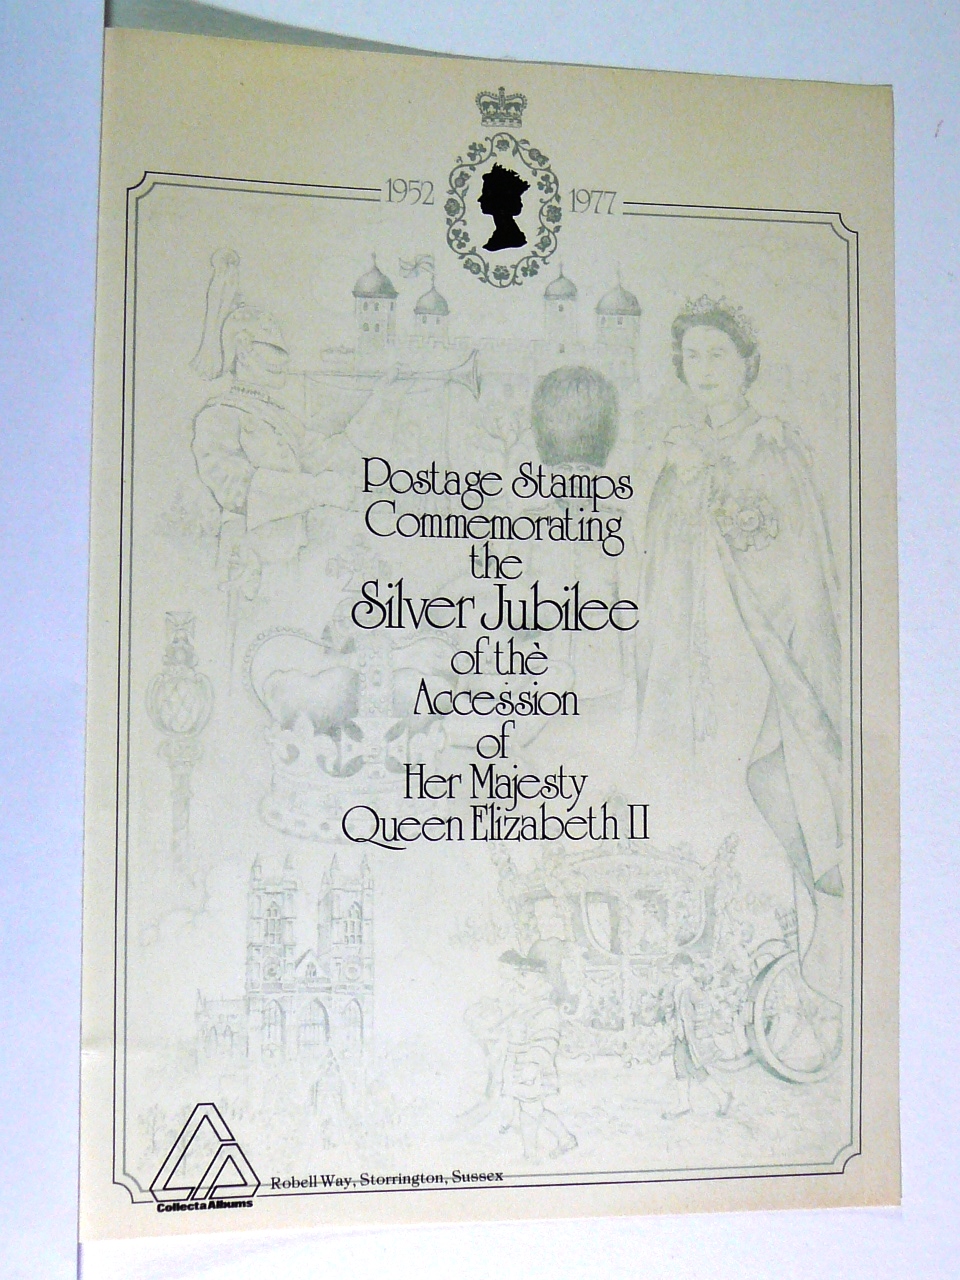 1952 1977
Postage Stamps
Commemorating
the
Silver Jubilee
of the
Accession
of
Her Majesty
Queen Elizabeth II
Robell Way, Storrington, Sussex
Collecta Albums